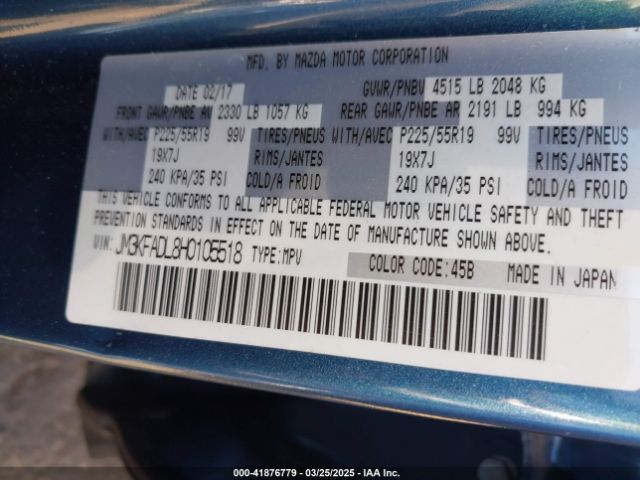 MFD. BY MAZDA MOTOR CORPORATION
DATE 02/17 GVWR/PNBV 4515 LB 2048 KG
FRONT GAWR/PNBE AV 2330 LB 1057 KG REAR GAWR/PNBE AR 2191 LB 994 KG
WITH/AVEC P225/55R19 99V TIRES/PNEUS WITH/AVEC P225/55R19 99V TIRES/PNEUS
19X7J RIMS/JANTES 19X7J RIMS/JANTES
240 KPA/35 PSI COLD/A FROID 240 KPA/35 PSI COLD/A FROID
THIS VEHICLE CONFORMS TO ALL APPLICABLE FEDERAL MOTOR VEHICLE SAFETY AND THEFT
PREVENTION STANDARDS IN EFFECT ON THE DATE OF MANUFACTURE SHOWN ABOVE.
VIN: JM3KFADL8H0105518 TYPE: MPV COLOR CODE: 45B MADE IN JAPAN
000-41876779 — 03/25/2025 — IAA Inc.